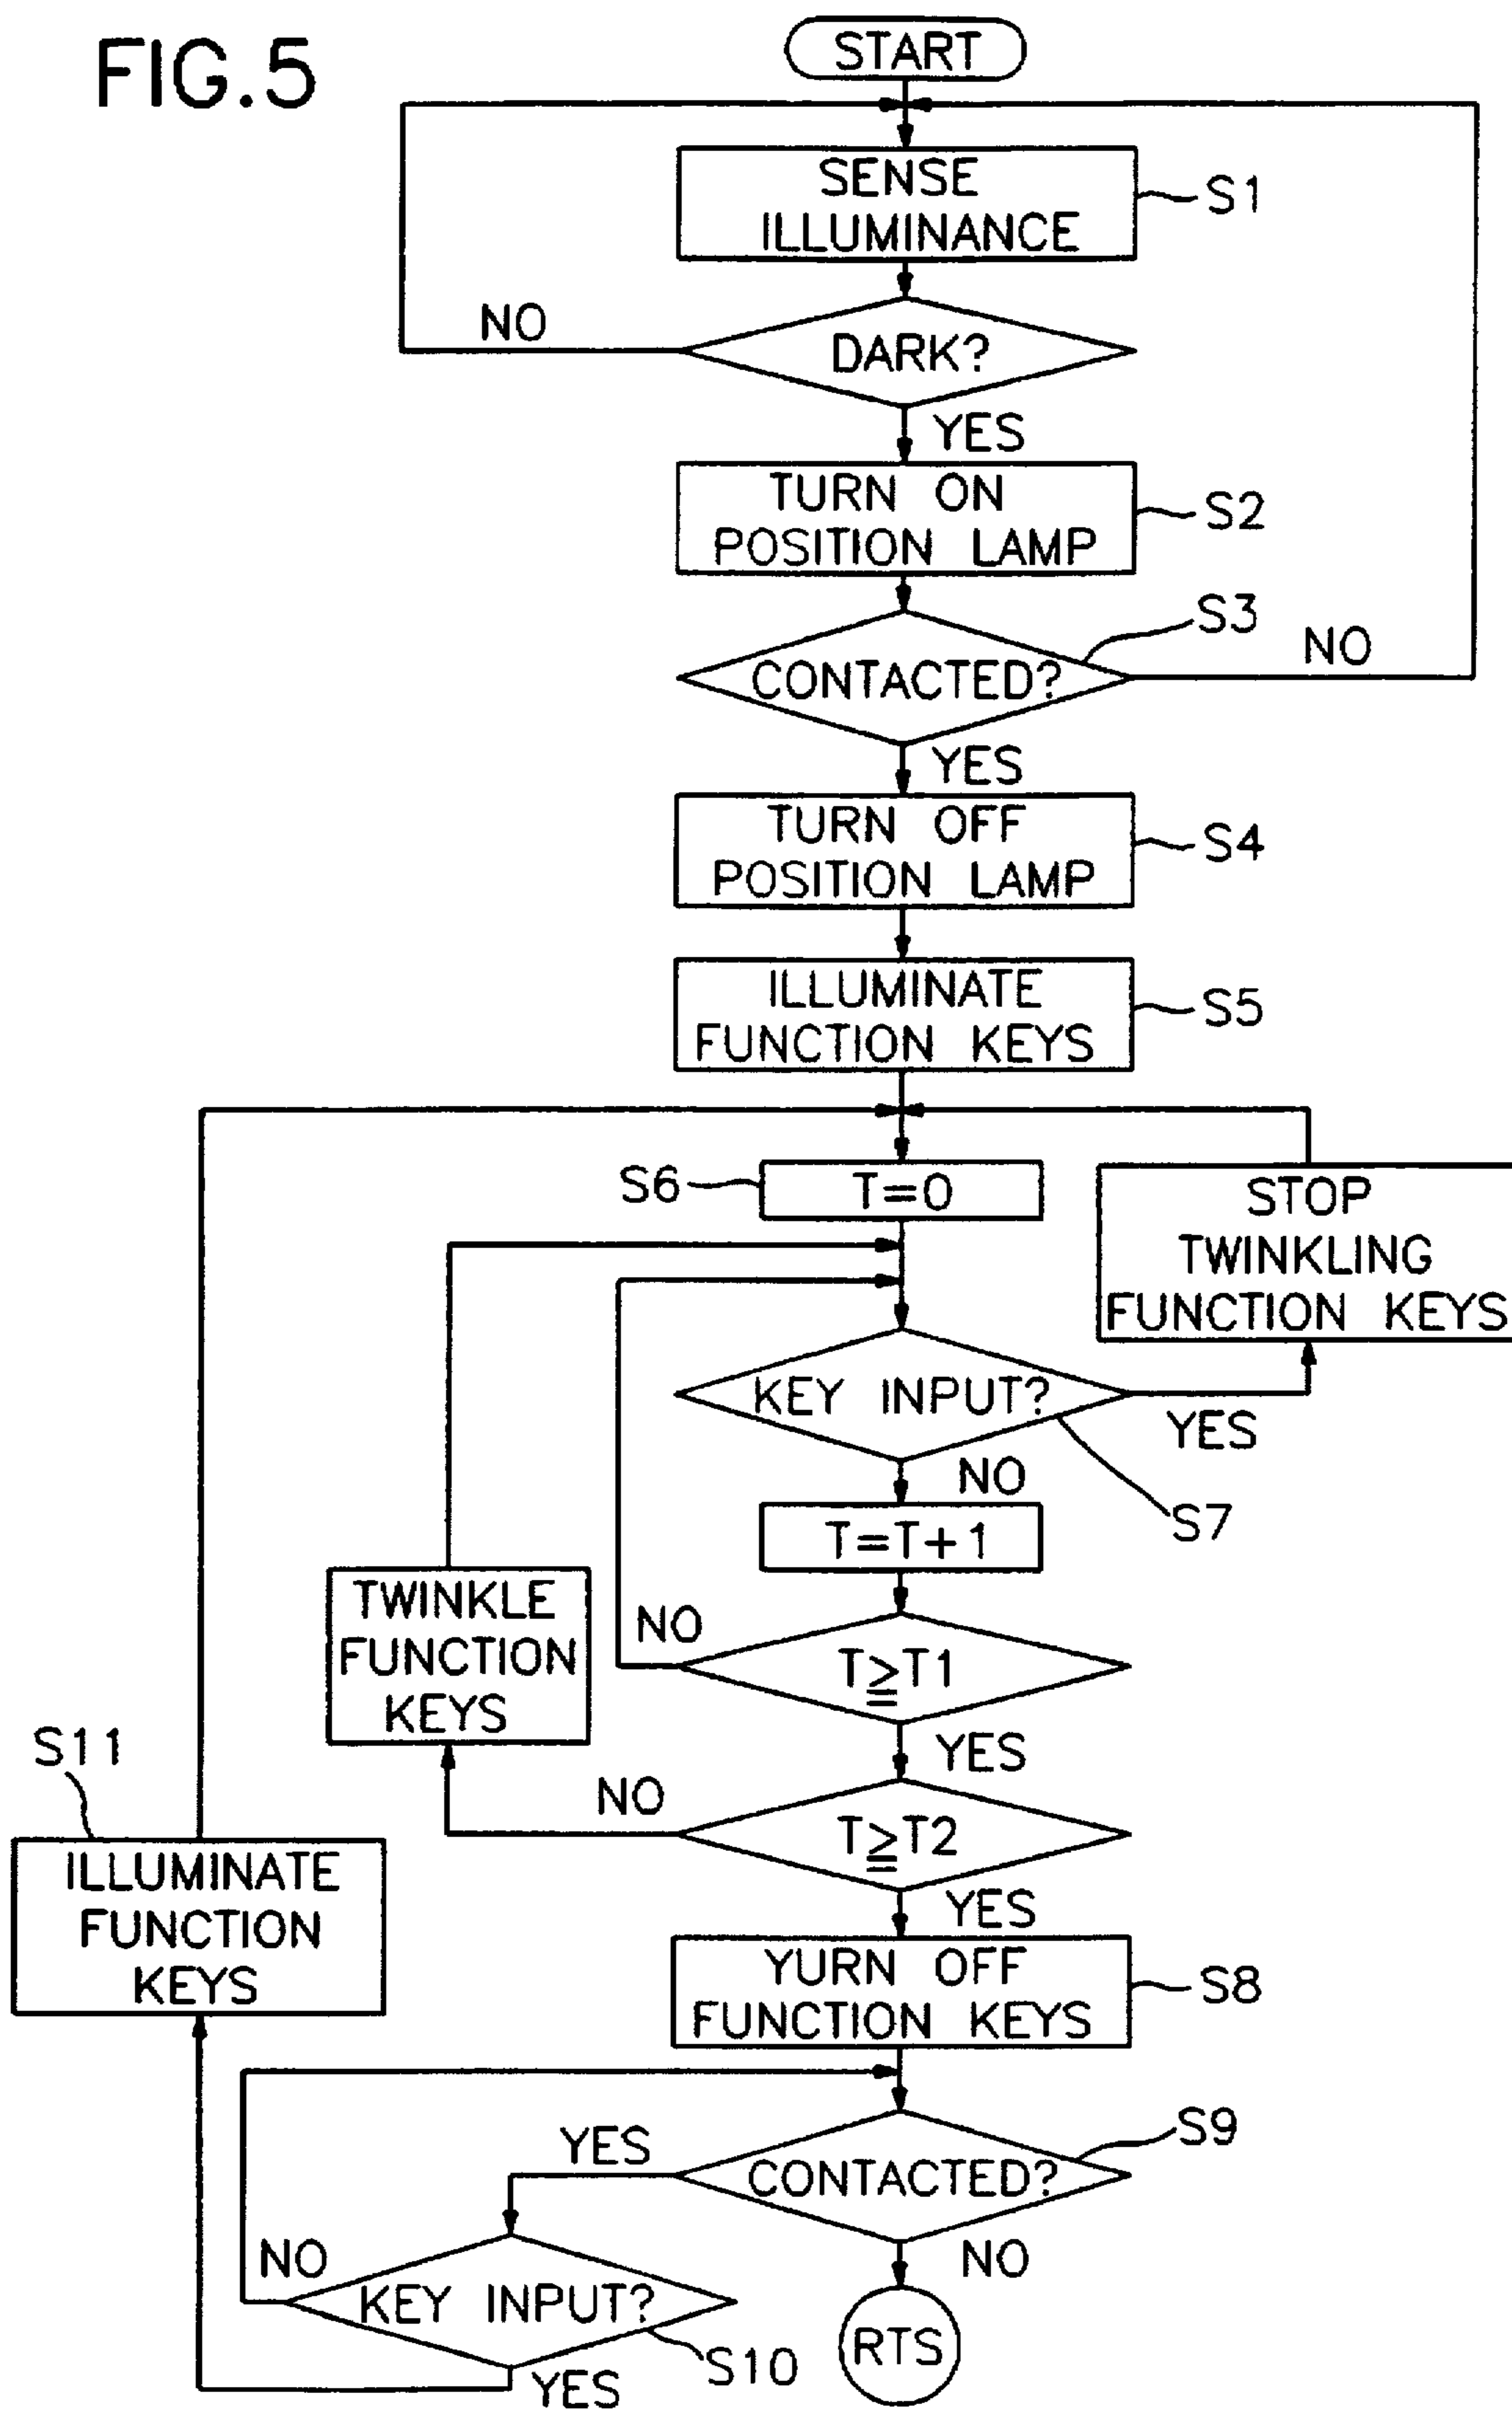 FIG.5
START
SENSE
ILLUMINANCE
S1
NO
DARK?
YES
TURN ON
POSITION LAMP
S2
S3
CONTACTED?
NO
YES
TURN OFF
POSITION LAMP
S4
ILLUMINATE
FUNCTION KEYS
S5
S6
T=0
STOP
TWINKLING
FUNCTION KEYS
KEY INPUT?
YES
NO
S7
T=T+1
TWINKLE
FUNCTION
KEYS
NO
T≧T1
YES
S11
NO
T≧T2
ILLUMINATE
FUNCTION
KEYS
YES
YURN OFF
FUNCTION KEYS
S8
YES
CONTACTED?
S9
NO
NO
KEY INPUT?
S10
YES
RTS